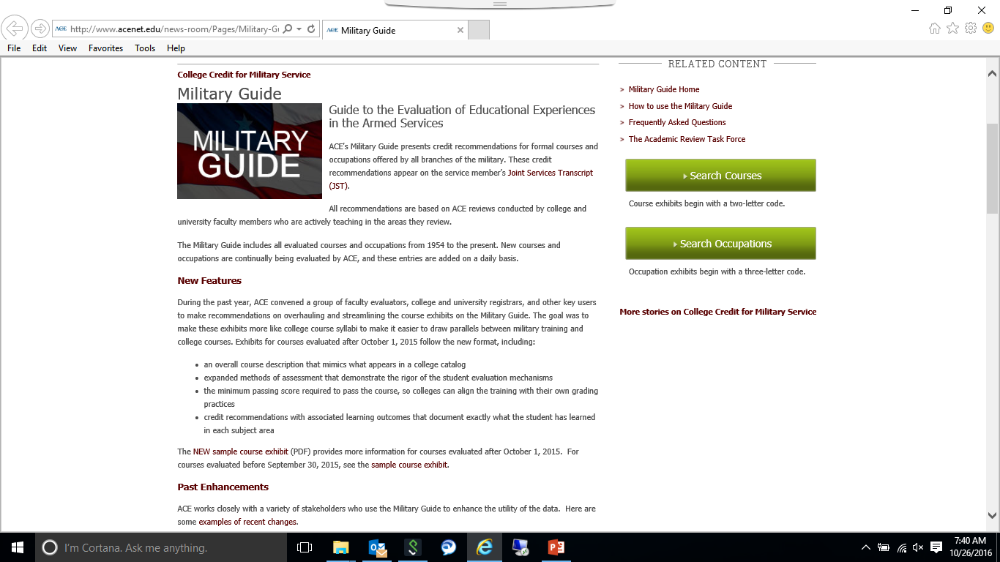 http://www.acenet.edu/news-room/Pages/Military-Gu
ACE Military Guide
File Edit View Favorites Tools Help
College Credit for Military Service
Military Guide
MILITARY
GUIDE
Guide to the Evaluation of Educational Experiences
in the Armed Services
ACE's Military Guide presents credit recommendations for formal courses and
occupations offered by all branches of the military. These credit
recommendations appear on the service member's Joint Services Transcript
(JST).
All recommendations are based on ACE reviews conducted by college and
university faculty members who are actively teaching in the areas they review.
The Military Guide includes all evaluated courses and occupations from 1954 to the present. New courses and
occupations are continually being evaluated by ACE, and these entries are added on a daily basis.
New Features
During the past year, ACE convened a group of faculty evaluators, college and university registrars, and other key users
to make recommendations on overhauling and streamlining the course exhibits on the Military Guide. The goal was to
make these exhibits more like college course syllabi to make it easier to draw parallels between military training and
college courses. Exhibits for courses evaluated after October 1, 2015 follow the new format, including:
• an overall course description that mimics what appears in a college catalog
• expanded methods of assessment that demonstrate the rigor of the student evaluation mechanisms
• the minimum passing score required to pass the course, so colleges can align the training with their own grading
practices
• credit recommendations with associated learning outcomes that document exactly what the student has learned
in each subject area
The NEW sample course exhibit (PDF) provides more information for courses evaluated after October 1, 2015. For
courses evaluated before September 30, 2015, see the sample course exhibit.
Past Enhancements
ACE works closely with a variety of stakeholders who use the Military Guide to enhance the utility of the data. Here are
some examples of recent changes.
RELATED CONTENT
> Military Guide Home
> How to use the Military Guide
> Frequently Asked Questions
> The Academic Review Task Force
Search Courses
Course exhibits begin with a two-letter code.
Search Occupations
Occupation exhibits begin with a three-letter code.
More stories on College Credit for Military Service
I'm Cortana. Ask me anything.
7:40 AM
10/26/2016